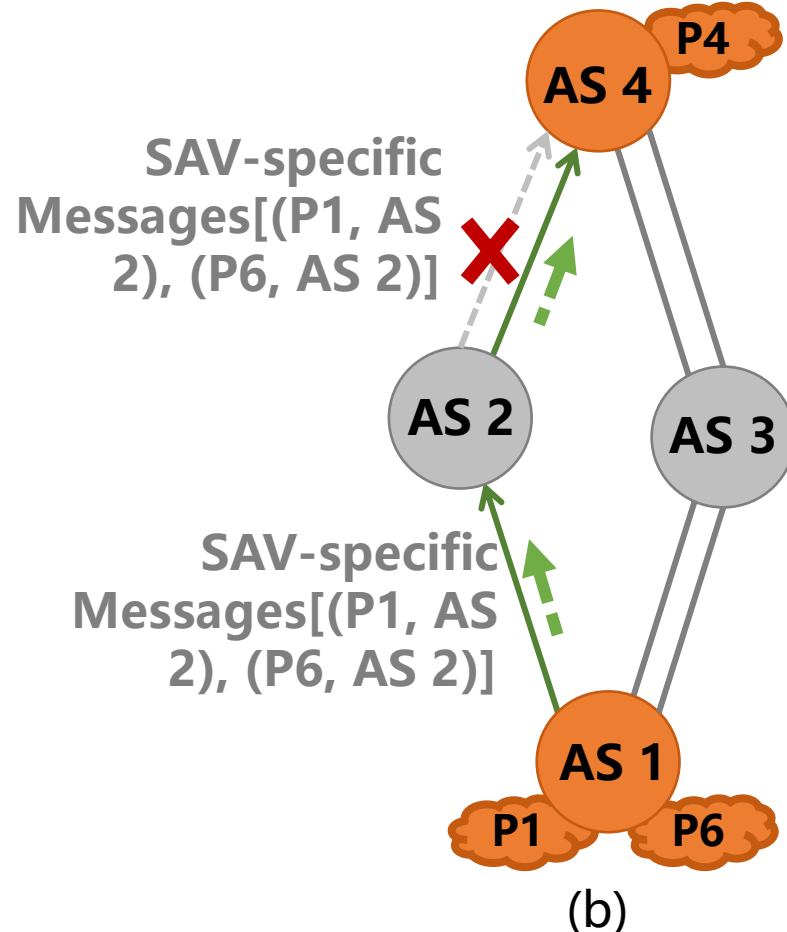 P4
AS 4
SAV-specific
Messages[(P1, AS
2), (P6, AS 2)]
AS 2
AS 3
SAV-specific
Messages[(P1, AS
2), (P6, AS 2)]
AS 1
P1
P6
(b)